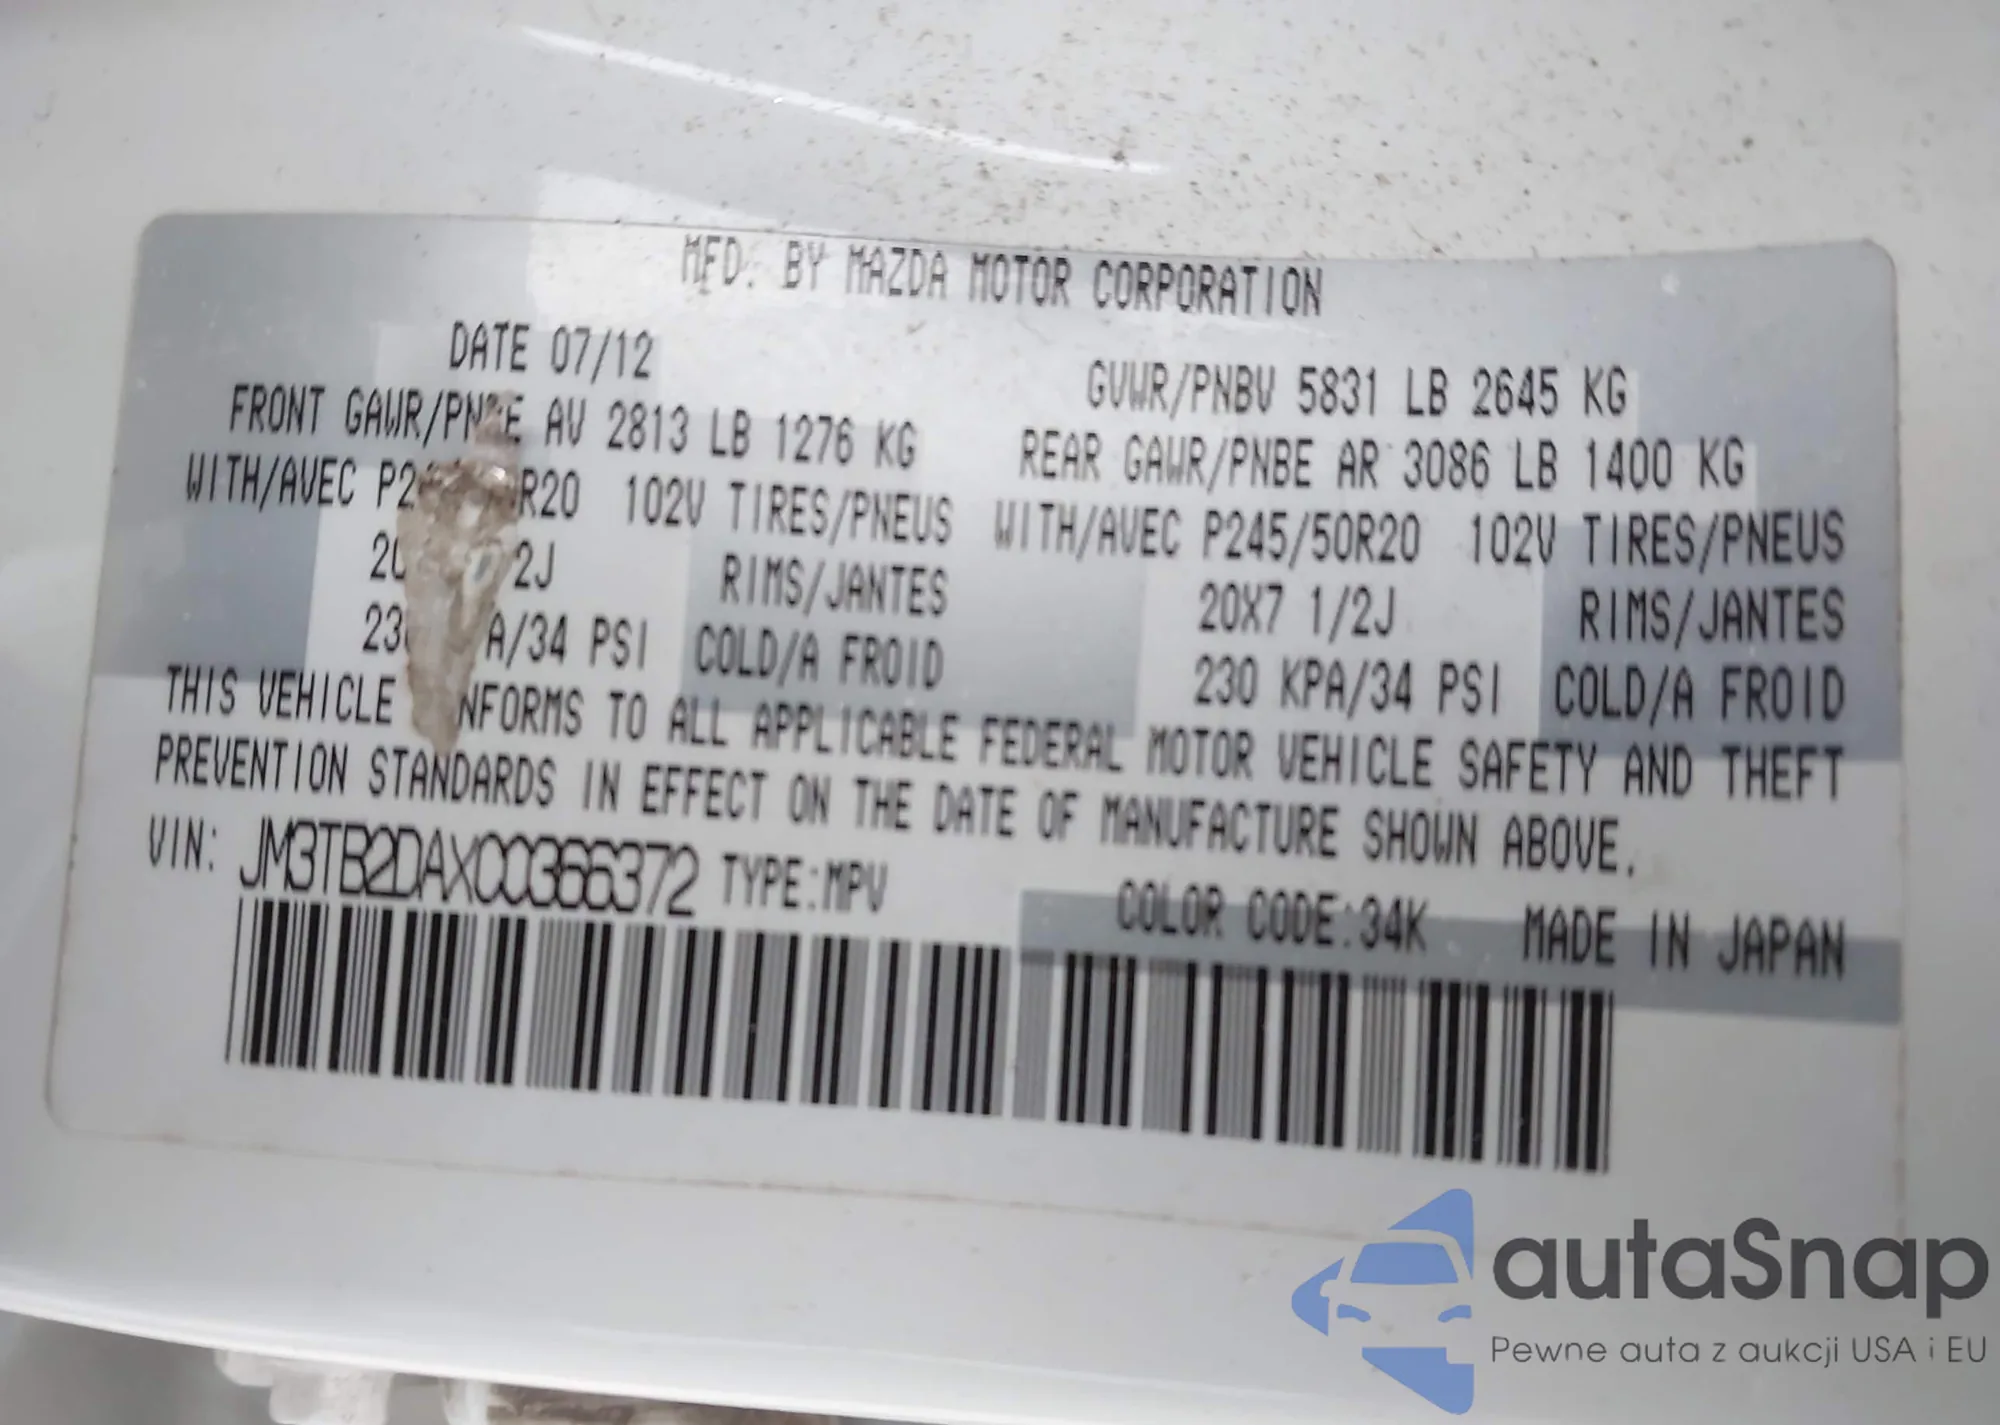 MFD. BY MAZDA MOTOR CORPORATION
DATE 07/12 GVWR/PNBV 5831 LB 2645 KG
FRONT GAWR/PNBE AV 2813 LB 1276 KG REAR GAWR/PNBE AR 3086 LB 1400 KG
WITH/AVEC 102V TIRES/PNEUS WITH/AVEC P245/50R20 102V TIRES/PNEUS
RIMS/JANTES 20X7 1/2J RIMS/JANTES
PSI COLD/A FROID 230 KPA/34 PSI COLD/A FROID
THIS VEHICLE CONFORMS TO ALL APPLICABLE FEDERAL MOTOR VEHICLE SAFETY AND THEFT
PREVENTION STANDARDS IN EFFECT ON THE DATE OF MANUFACTURE SHOWN ABOVE.
VIN: JM3TB2DAXC0366372 TYPE:MPV COLOR CODE:34K MADE IN JAPAN
autaSnap
Pewne auta z aukcji USA i EU